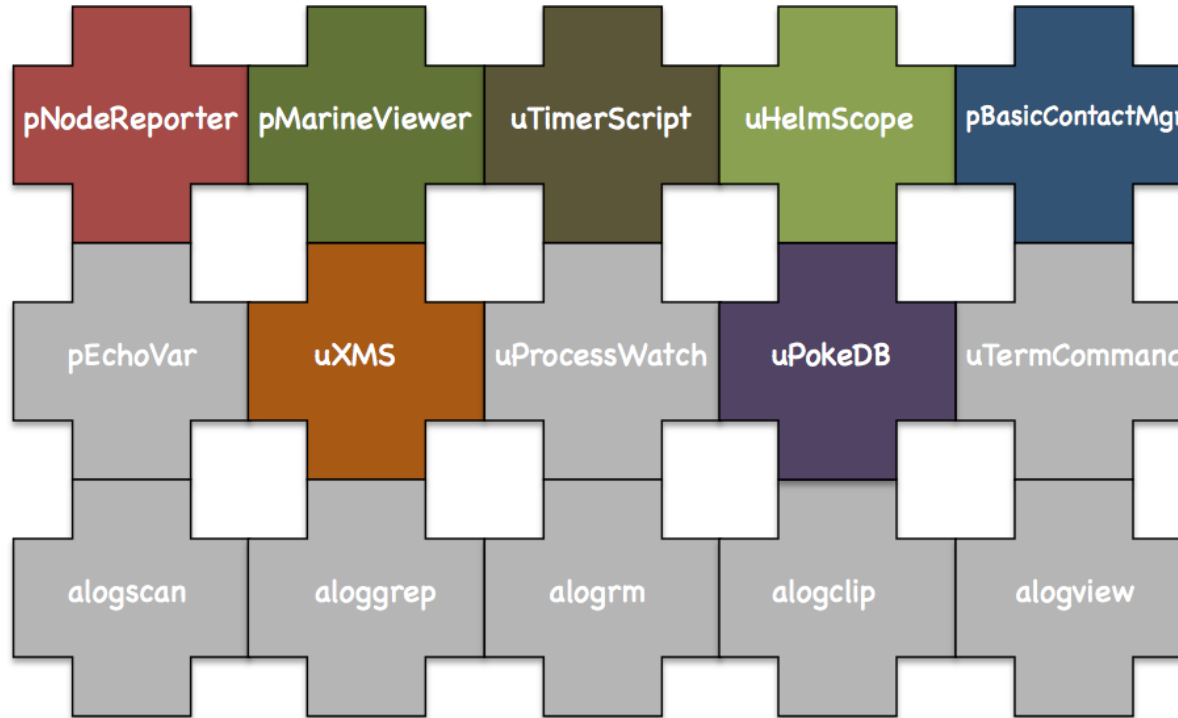 pNodeReporter pMarineViewer uTimerScript uHelmScope pBasicContactMgr
pEchoVar uXMS uProcessWatch uPokeDB uTermCommand
alogscan aloggrep alogrm alogclip alogview